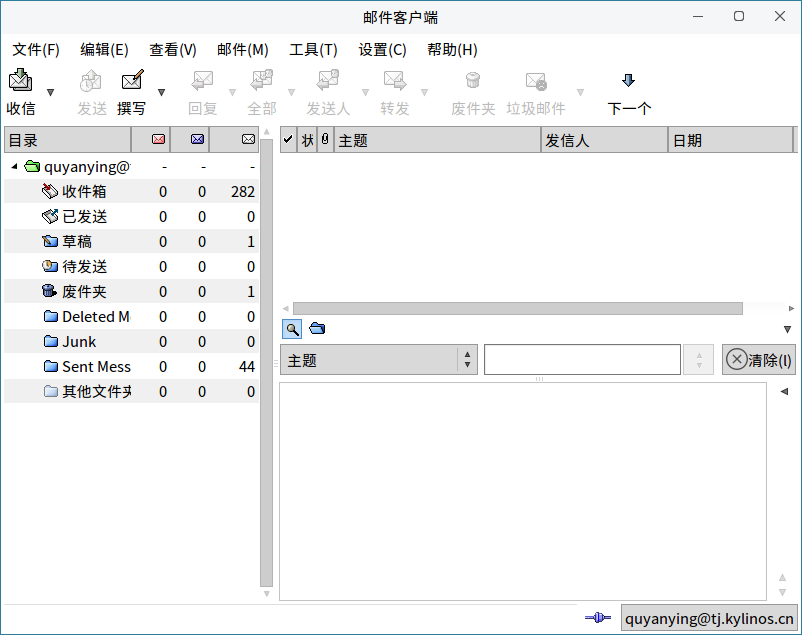 邮件客户端
文件(F) 编辑(E) 查看(V) 邮件(M) 工具(T) 设置(C) 帮助(H)
收信 发送 撰写 回复 全部 发送人 转发 废件夹 垃圾邮件 下一个
目录
quyanying@ - - -
收件箱 0 0 282
已发送 0 0 0
草稿 0 0 1
待发送 0 0 0
废件夹 0 0 1
Deleted M 0 0 0
Junk 0 0 0
Sent Mess 0 0 44
其他文件夹 0 0 0
状 主题 发信人 日期
主题 清除(l)
quyanying@tj.kylinos.cn